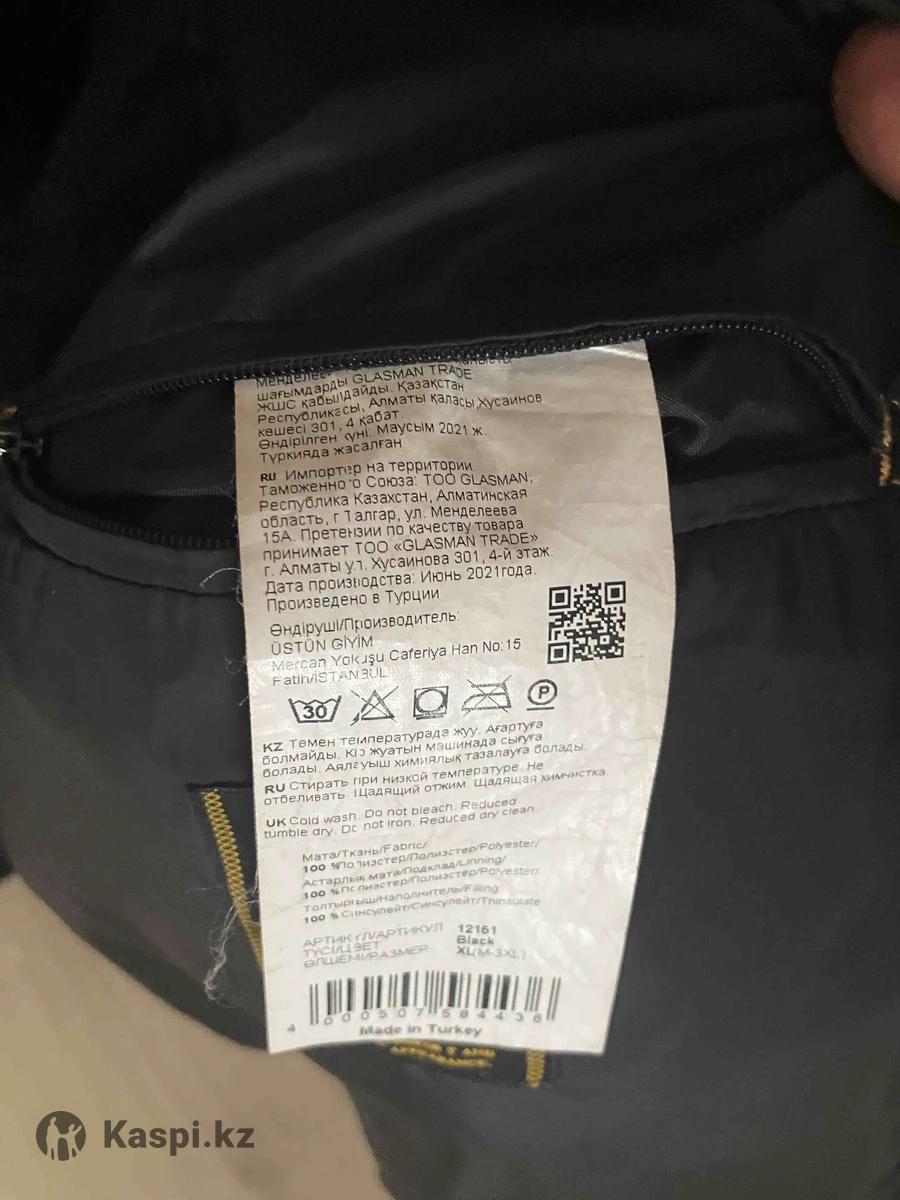 Менделее
шағымдарды GLASMAN TRADE
ЖШС қабылдайды. Қазақстан
Республикасы, Алматы қаласы, Хусаинов
көшесі 301, 4 қабат.
Өндірілген күні: Маусым 2021 ж.
Түркияда жасалған
RU Импортер на территории
Таможенного Союза: ТОО GLASMAN,
Республика Казахстан, Алматинская
область, г Талгар, ул. Менделеева
15А. Претензии по качеству товара
принимает ТОО «GLASMAN TRADE»
г. Алматы ул. Хусаинова 301, 4-й этаж.
Дата производства: Июнь 2021года.
Произведено в Турции
Өндіруші/Производитель:
ÜSTÜN GİYİM
Mercan Yokuşu Caferiya Han No:15
Fatih/İSTANBUL
30 P
KZ Төмен температурада жуу. Ағартуға
болмайды. Кір жуатын машинада сығуға
болады. Аялауыш химиялық тазалауға болады.
RU Стирать при низкой температуре. Не
отбеливать. Щадящий отжим. Щадящая химчистка.
UK Cold wash. Do not bleach. Reduced
tumble dry. Do not iron. Reduced dry clean.
Мата/Ткань/Fabric/
100 %Полиэстер/Полиэстер/Polyester/
Астарлық мата/Подклад/Linning/
100 % Полиэстер/Полиэстер/Polyester/
Толтырғыш/Наполнитель/Filling
100 % Синсулейт/Синсулейт/Thinsulate
АРТИКУЛ/АРТИКУЛ 12161
ТҮСІ/ЦВЕТ Black
ӨЛШЕМІ/РАЗМЕР XL(M-3XL)
4 000507 584436
Made in Turkey
Kaspi.kz